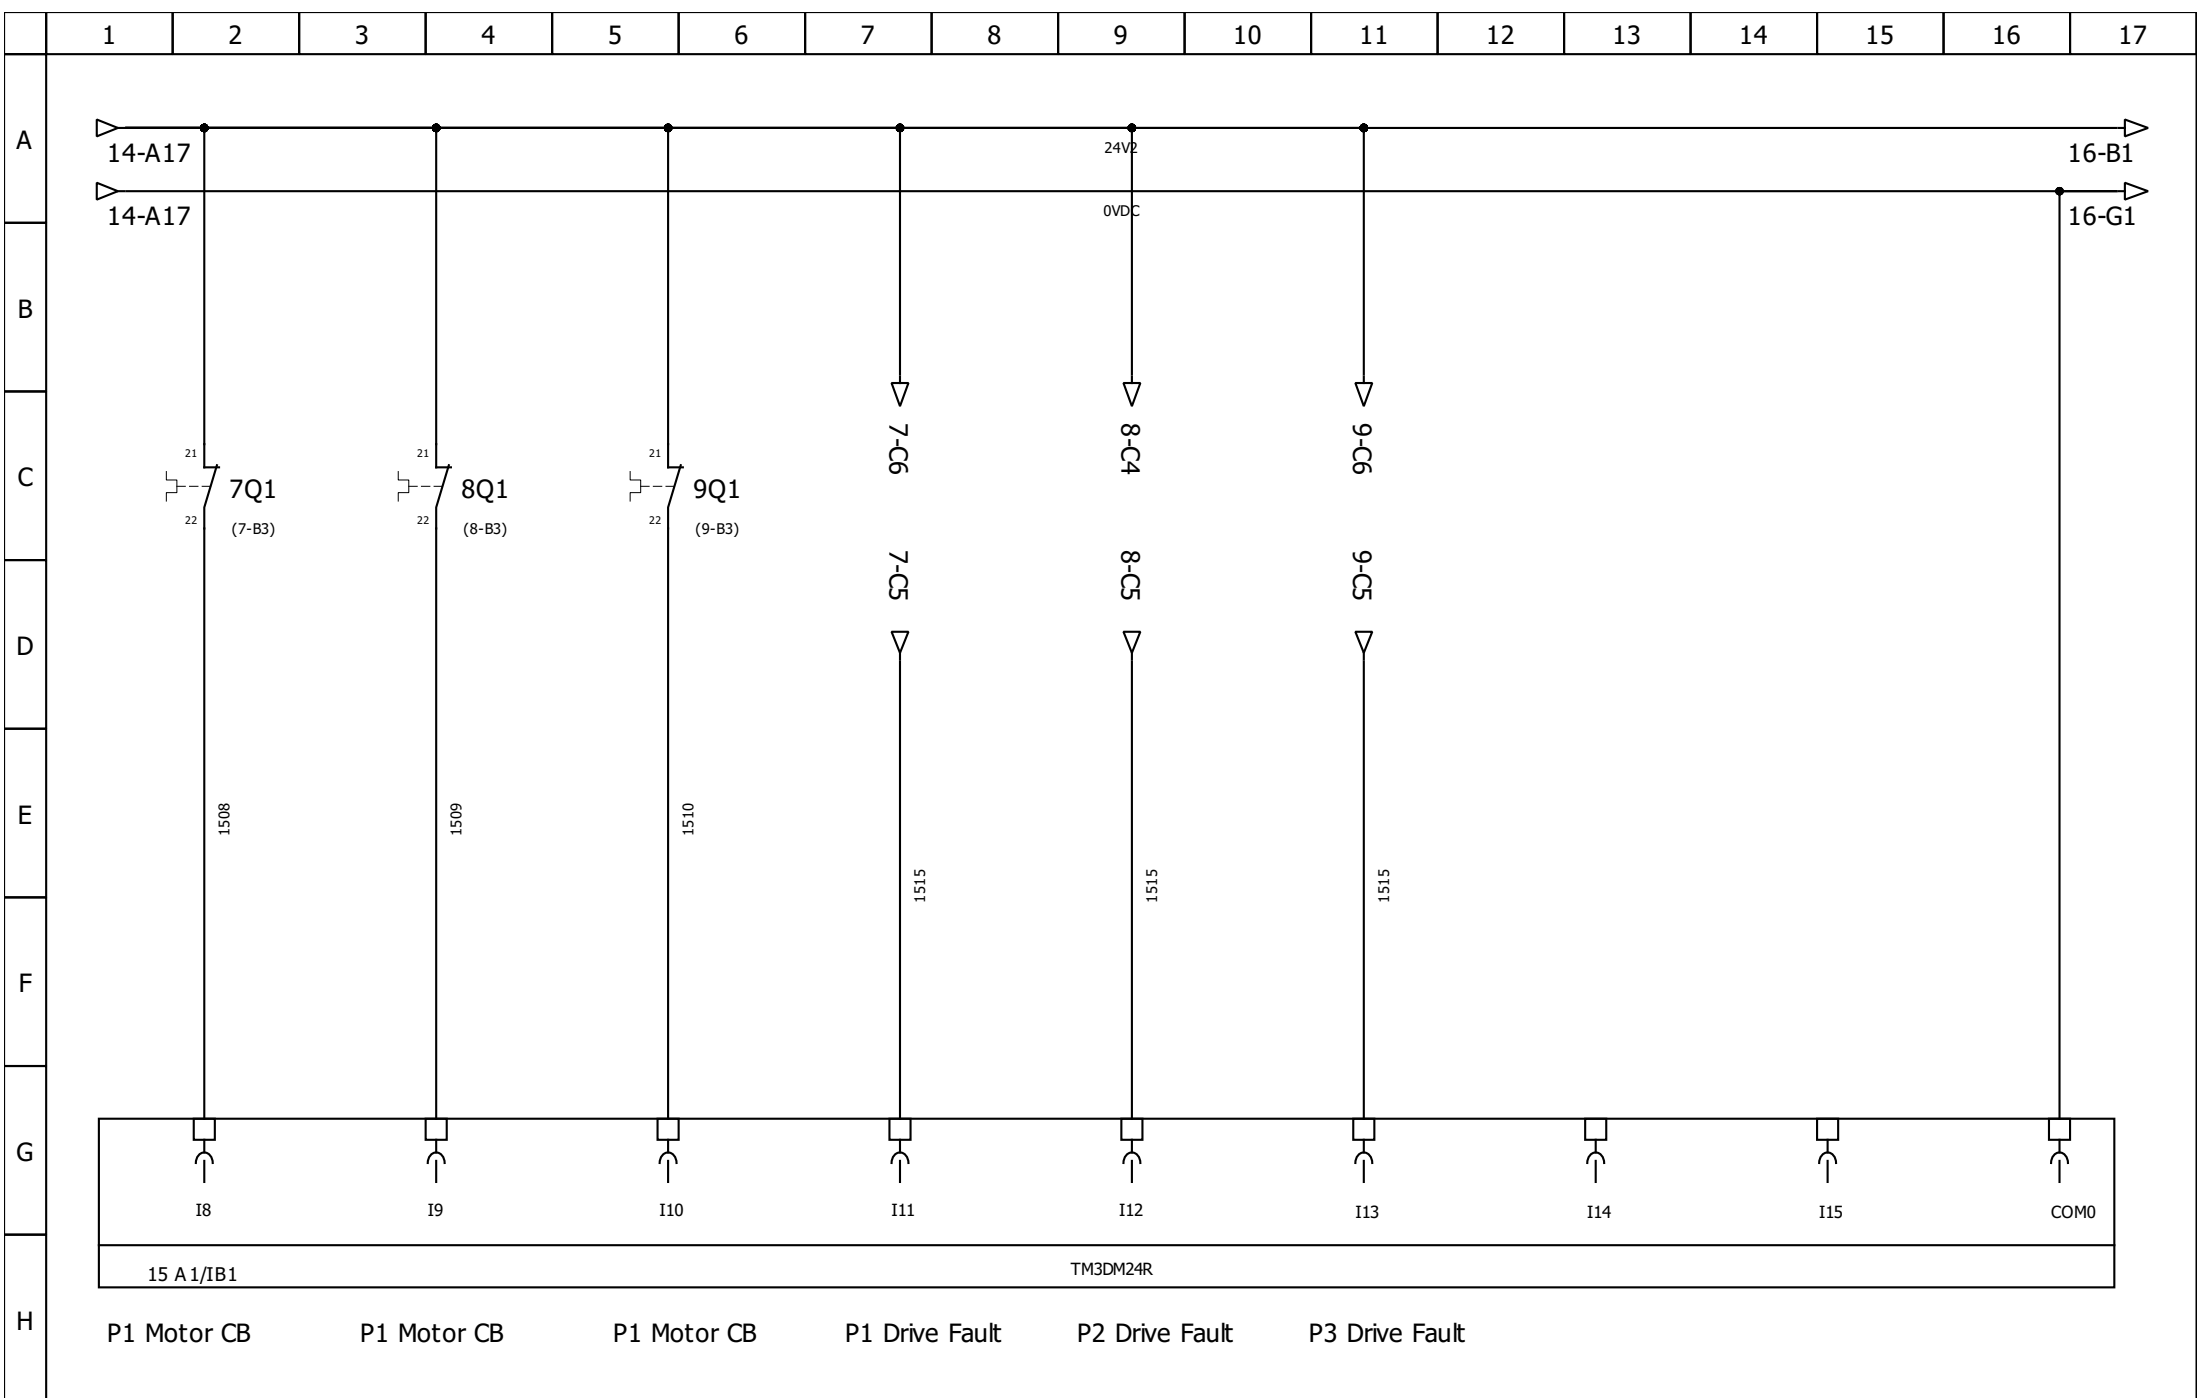 1 2 3 4 5 6 7 8 9 10 11 12 13 14 15 16 17
A
14-A17
24V2
16-B1
14-A17
0VDC
16-G1
B
C
7-C6
8-C4
9-C6
21
21
21
7Q1
8Q1
9Q1
22
22
22
(7-B3)
(8-B3)
(9-B3)
7-C5
8-C5
9-C5
D
E
1508
1509
1510
1515
1515
1515
F
G
I8 I9 I10 I11 I12 I13 I14 I15 COM0
15 A1/IB1
TM3DM24R
H
P1 Motor CB
P1 Motor CB
P1 Motor CB
P1 Drive Fault
P2 Drive Fault
P3 Drive Fault